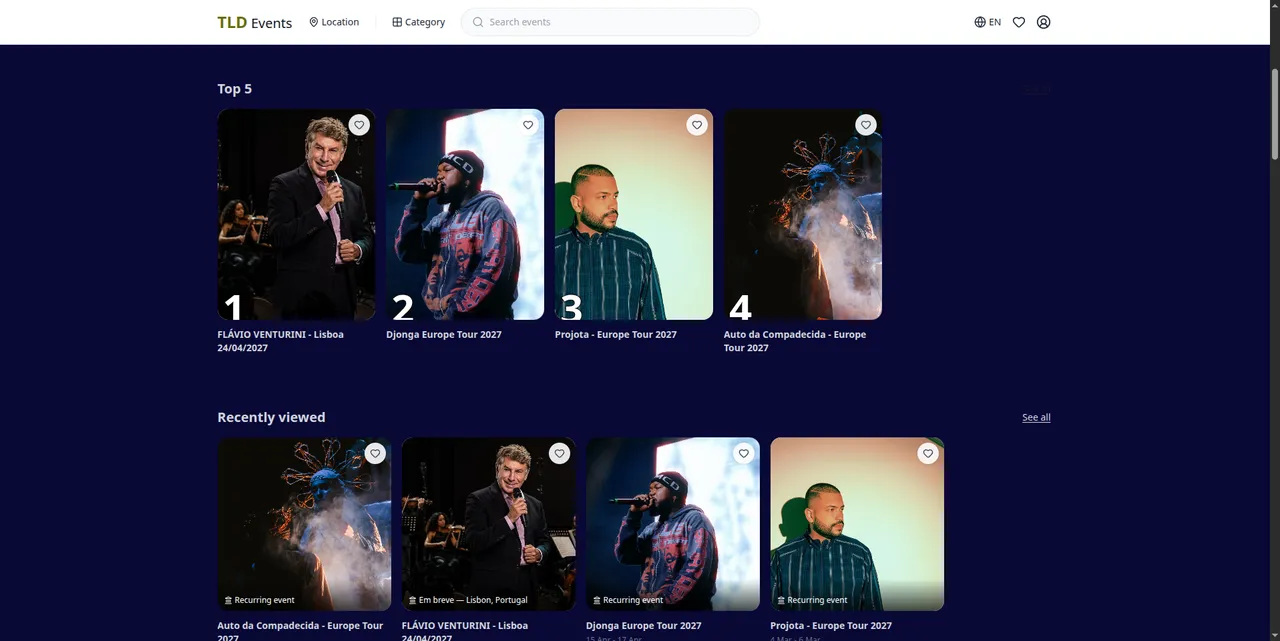 TLD Events
Location
Category
Search events
EN
Top 5
1
2
3
4
FLÁVIO VENTURINI - Lisboa
24/04/2027
Djonga Europe Tour 2027
Projota - Europe Tour 2027
Auto da Compadecida - Europe
Tour 2027
Recently viewed
See all
Recurring event
Em breve — Lisbon, Portugal
Recurring event
Recurring event
Auto da Compadecida - Europe Tour
2027
FLÁVIO VENTURINI - Lisboa
24/04/2027
Djonga Europe Tour 2027
15 Apr - 17 Apr
Projota - Europe Tour 2027
4 Mar - 6 Mar